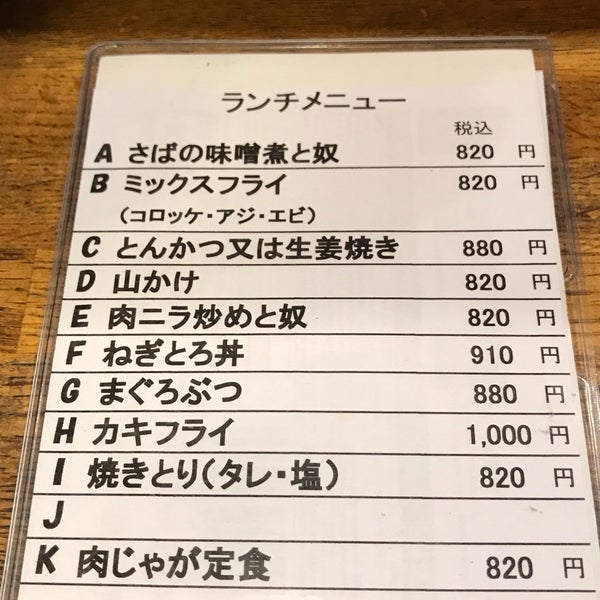 ランチメニュー
税込
A さばの味噌煮と奴 820 円
B ミックスフライ 820 円
（コロッケ・アジ・エビ）
C とんかつ又は生姜焼き 880 円
D 山かけ 820 円
E 肉ニラ炒めと奴 820 円
F ねぎとろ丼 910 円
G まぐろぶつ 880 円
H カキフライ 1,000 円
I 焼きとり（タレ・塩） 820 円
J
K 肉じゃが定食 820 円